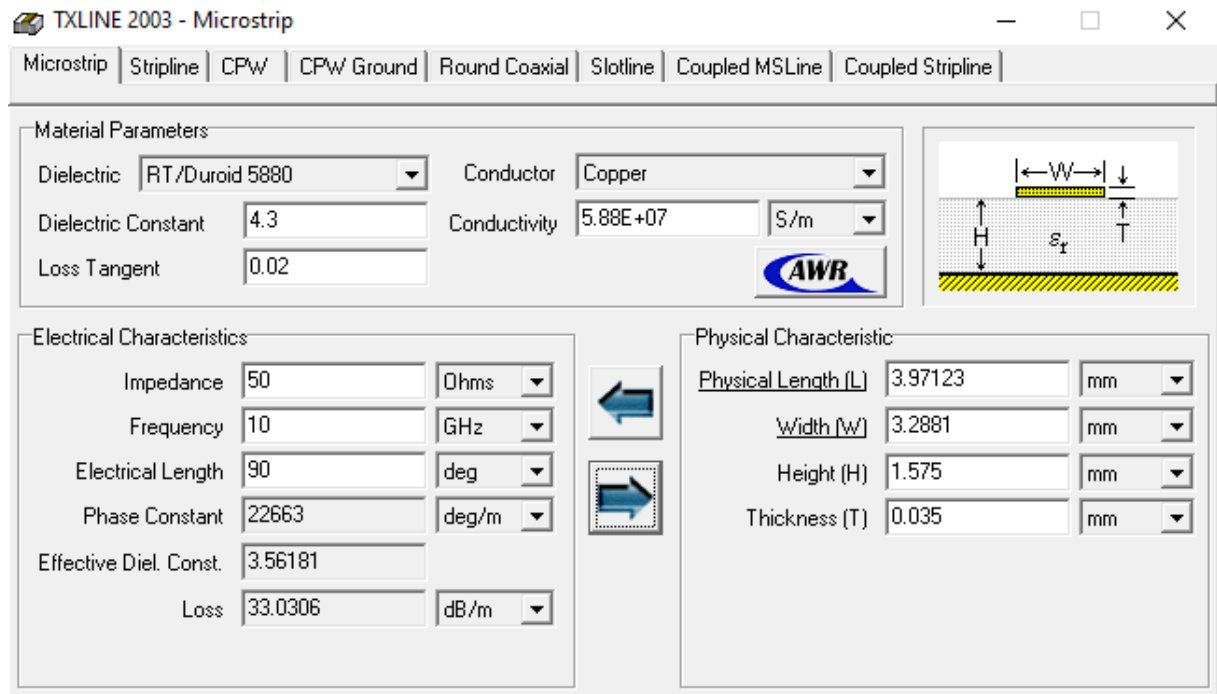 TXLINE 2003 - Microstrip
Microstrip Stripline CPW CPW Ground Round Coaxial Slotline Coupled MSLine Coupled Stripline
Material Parameters
Dielectric RT/Duroid 5880 Conductor Copper
Dielectric Constant 4.3 Conductivity 5.88E+07 S/m
Loss Tangent 0.02
AWR
W
H
εr
T
Electrical Characteristics
Impedance 50 Ohms
Frequency 10 GHz
Electrical Length 90 deg
Phase Constant 22663 deg/m
Effective Diel. Const. 3.56181
Loss 33.0306 dB/m
Physical Characteristic
Physical Length (L) 3.97123 mm
Width (W) 3.2881 mm
Height (H) 1.575 mm
Thickness (T) 0.035 mm